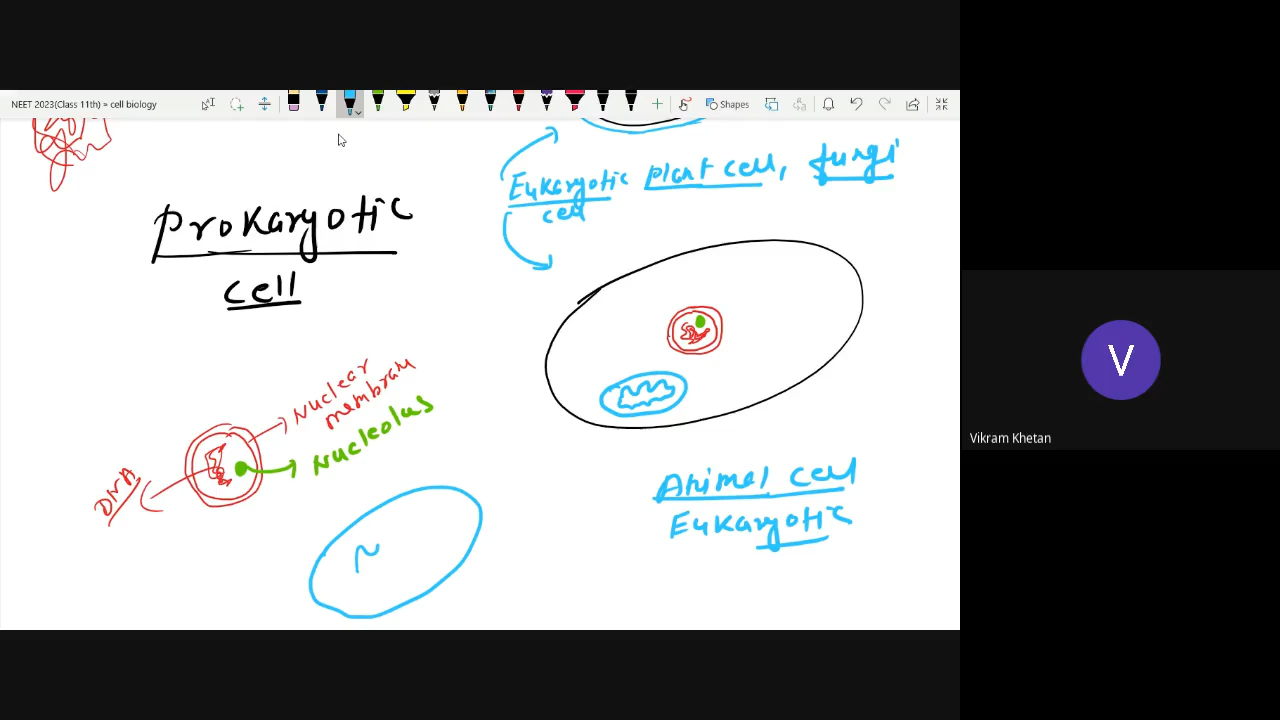 NEET 2023(Class 11th) » cell biology
Shapes
Eukaryotic plant cell, fungi
cell
Prokaryotic
cell
Nuclear
membram
Nucleolus
DNA
Animal cell
Eukaryotic
V
Vikram Khetan